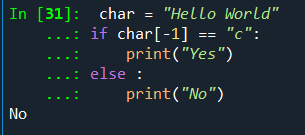 In [31]: char = "Hello World"
...: if char[-1] == "c":
...:     print("Yes")
...: else :
...:     print("No")
No